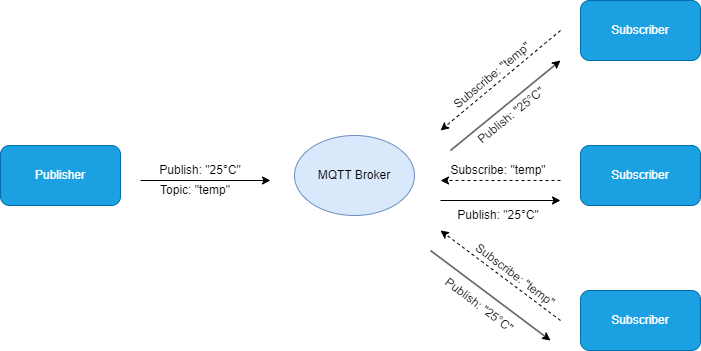 Subscriber
Subscribe: "temp"
Publish: "25°C"
Publisher
Publish: "25°C"
Topic: "temp"
MQTT Broker
Subscribe: "temp"
Publish: "25°C"
Subscriber
Subscribe: "temp"
Publish: "25°C"
Subscriber